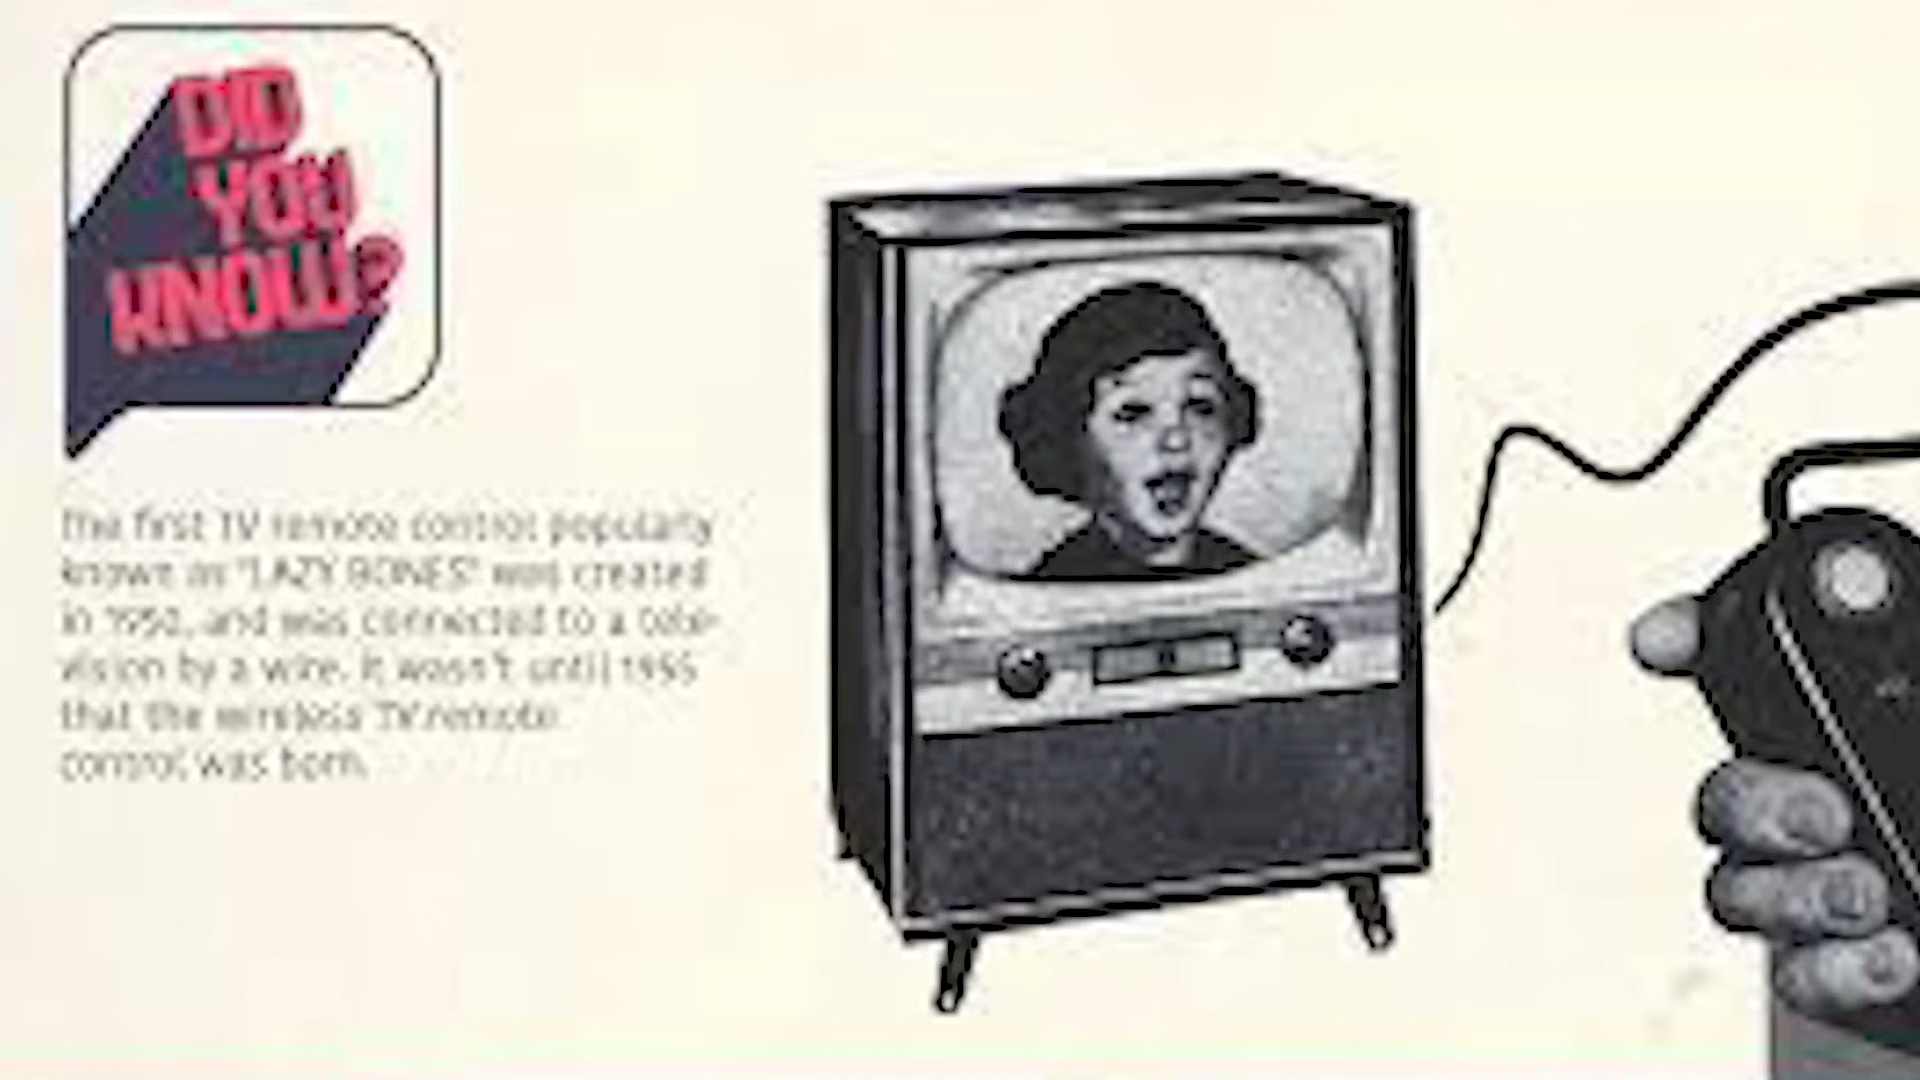 DID
YOU
KNOW?
The first TV remote control popularly
known as "LAZY BONES" was created
in 1950, and was connected to a tele-
vision by a wire. It wasn't until 1955
that the wireless TV remote
control was born.